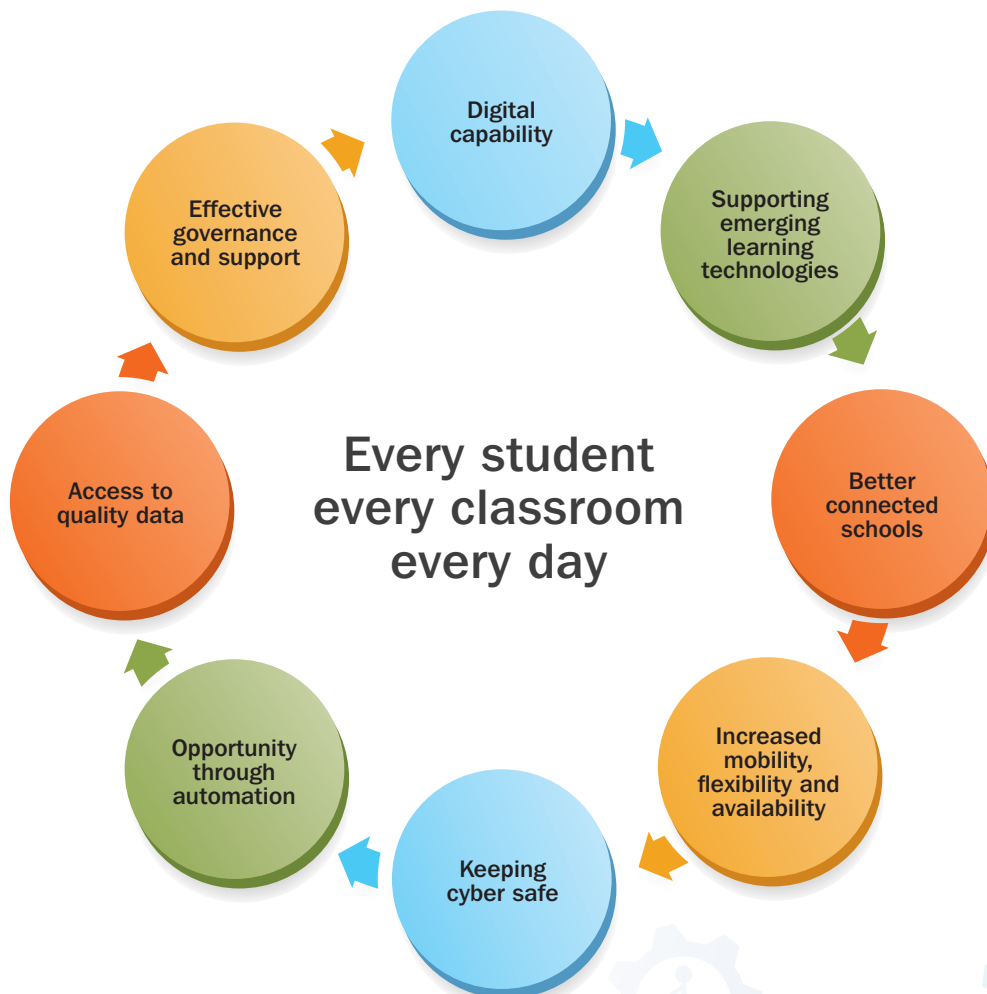 Digital
capability
Supporting
emerging
learning
technologies
Better
connected
schools
Increased
mobility,
flexibility and
availability
Keeping
cyber safe
Opportunity
through
automation
Access to
quality data
Effective
governance
and support
Every student
every classroom
every day